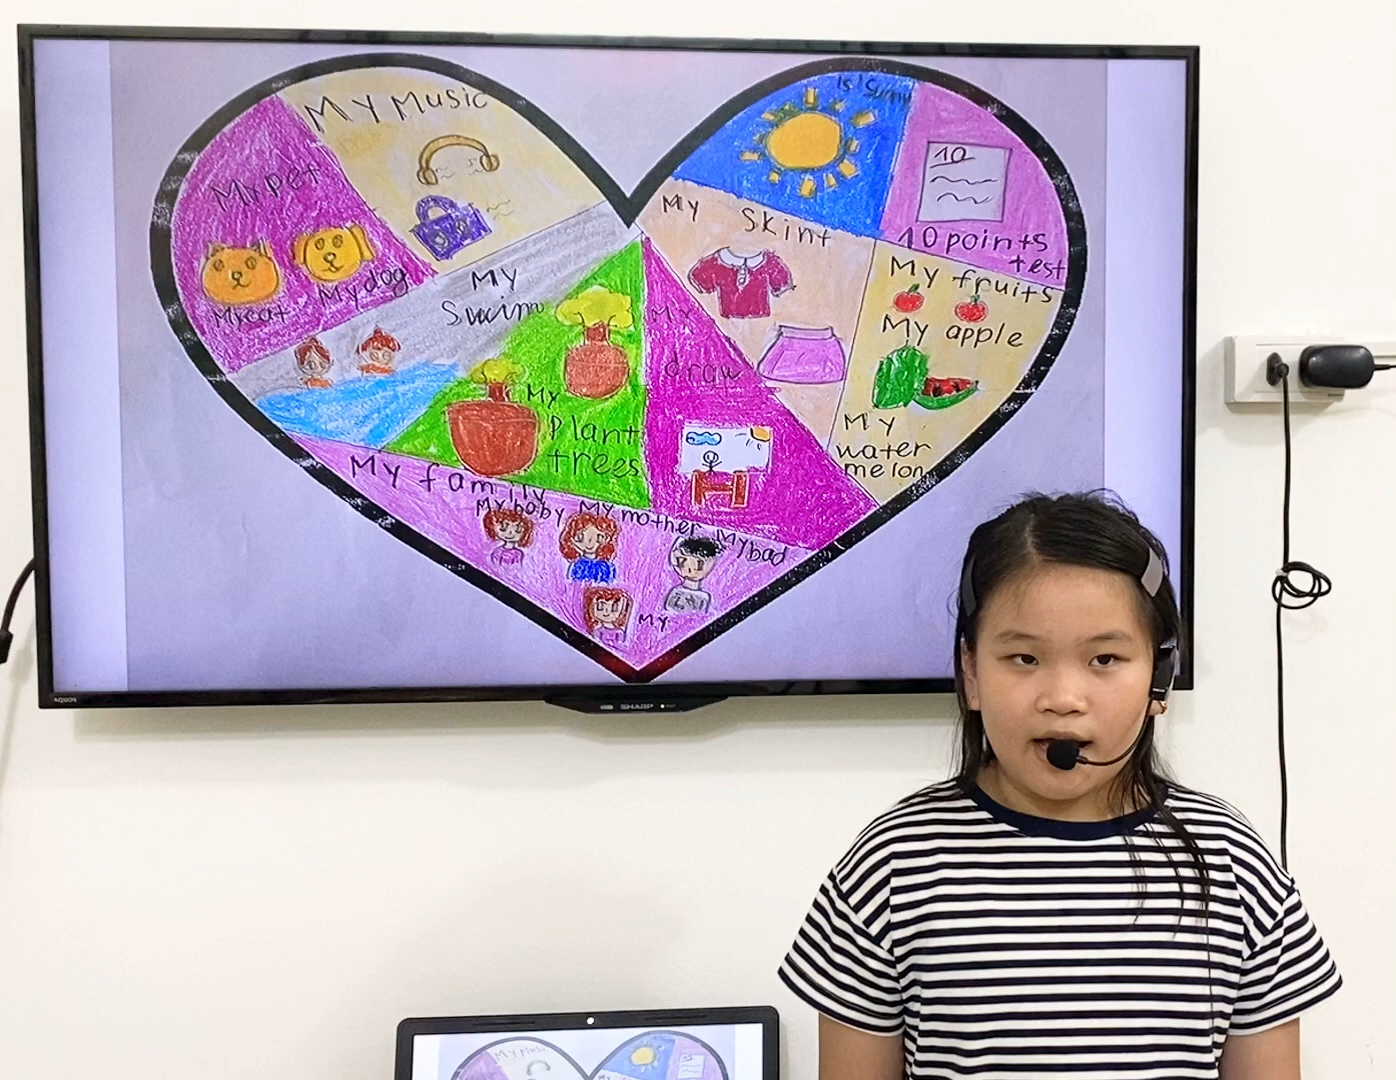 My Music
My pet
My cat
My dog
My
Swim
My
Plant
trees
My family
My baby
My mother
My bad
My
Is Sunny
10
10 points
test
My Skint
My
draw
My fruits
My apple
My
water
melon
AQUOS
SHARP
My Music